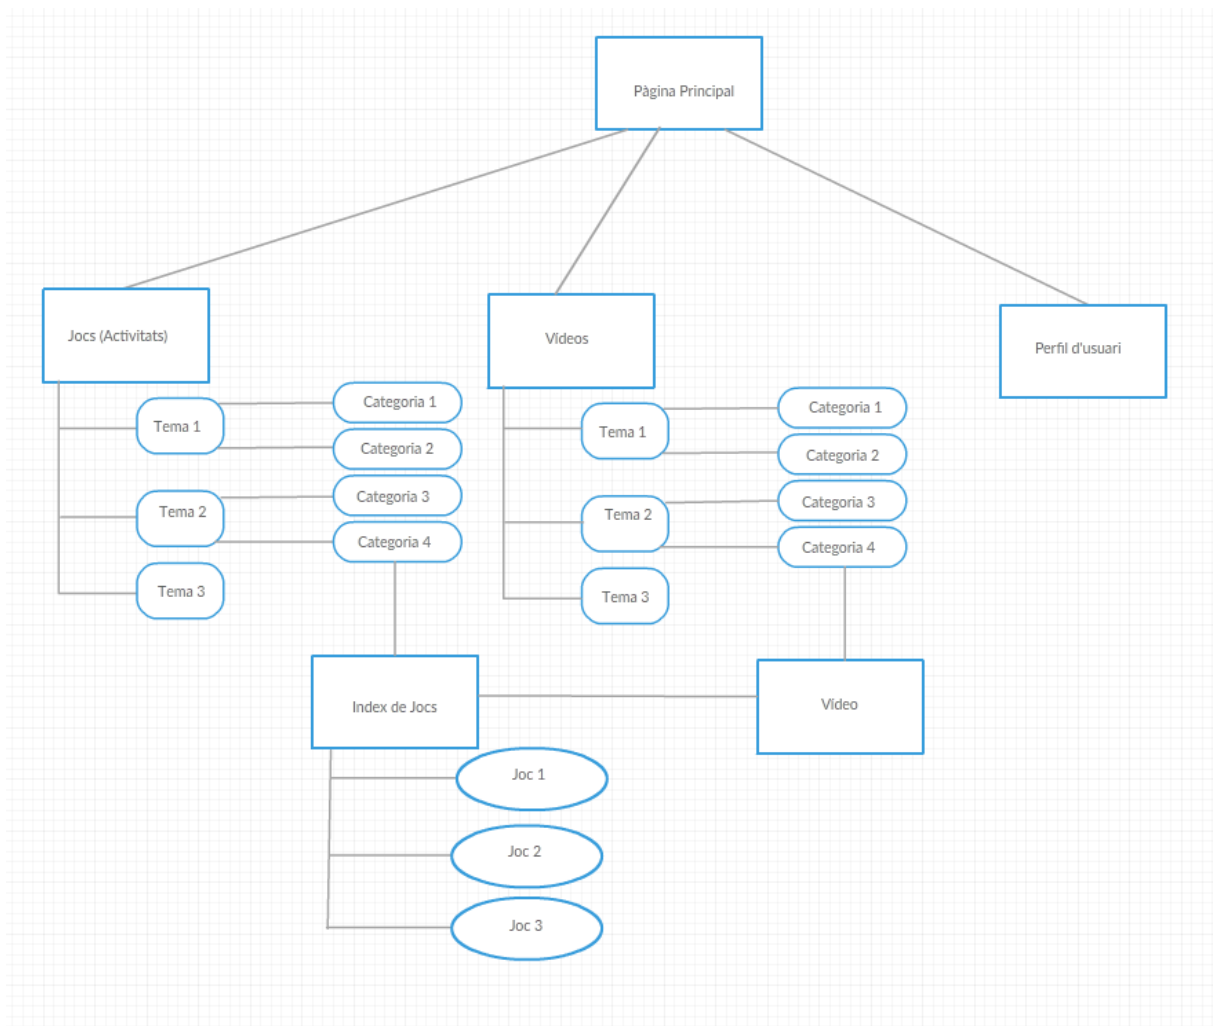 Pàgina Principal
Jocs (Activitats)
Vídeos
Perfil d'usuari
Tema 1
Categoria 1
Categoria 2
Tema 2
Categoria 3
Categoria 4
Tema 3
Tema 1
Categoria 1
Categoria 2
Tema 2
Categoria 3
Categoria 4
Tema 3
Index de Jocs
Vídeo
Joc 1
Joc 2
Joc 3